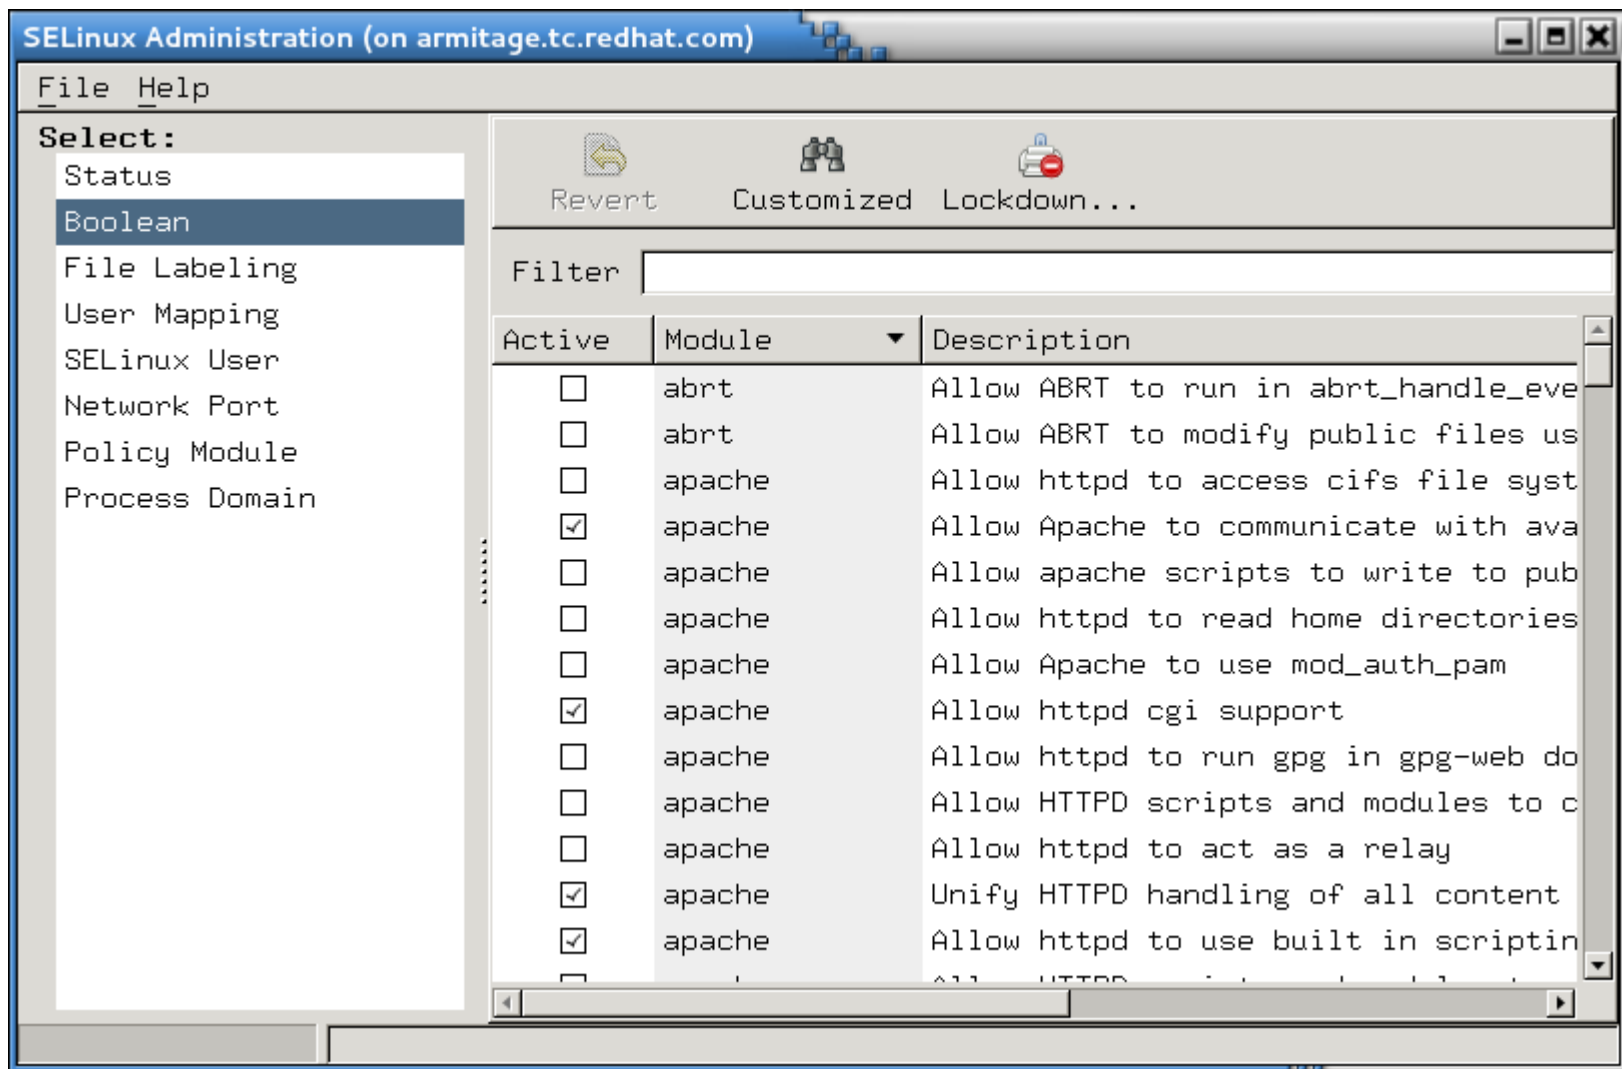 SELinux Administration (on armitage.tc.redhat.com)
File Help
Select:
Status
Boolean
File Labeling
User Mapping
SELinux User
Network Port
Policy Module
Process Domain
Revert Customized Lockdown...
Filter
Active Module Description
abrt Allow ABRT to run in abrt_handle_eve
abrt Allow ABRT to modify public files us
apache Allow httpd to access cifs file syst
apache Allow Apache to communicate with ava
apache Allow apache scripts to write to pub
apache Allow httpd to read home directories
apache Allow Apache to use mod_auth_pam
apache Allow httpd cgi support
apache Allow httpd to run gpg in gpg-web do
apache Allow HTTPD scripts and modules to c
apache Allow httpd to act as a relay
apache Unify HTTPD handling of all content
apache Allow httpd to use built in scriptin